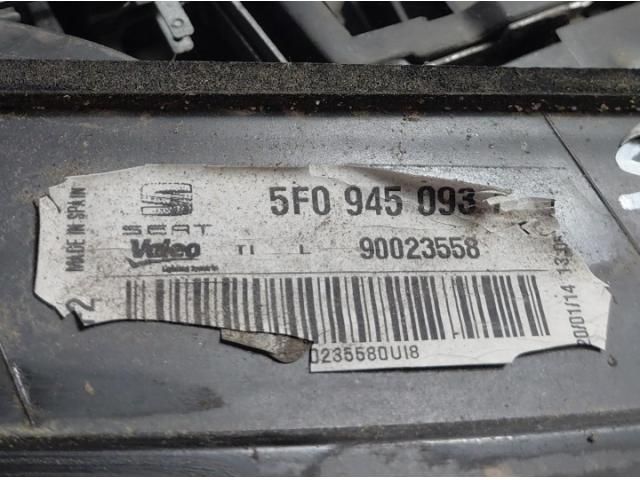 MADE IN SPAIN
2
SEAT
5F0 945 093
Valeo TI L 90023558
0235580UI8
20/01/14 13:05